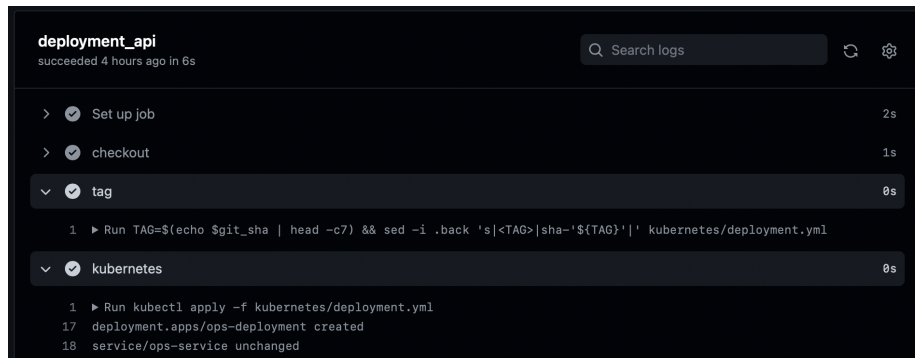 deployment_api
succeeded 4 hours ago in 6s
Search logs
Set up job 2s
checkout 1s
tag 0s
1 ▶ Run TAG=$(echo $git_sha | head -c7) && sed -i .back 's|<TAG>|sha-'${TAG}'|' kubernetes/deployment.yml
kubernetes 0s
1 ▶ Run kubectl apply -f kubernetes/deployment.yml
17 deployment.apps/ops-deployment created
18 service/ops-service unchanged